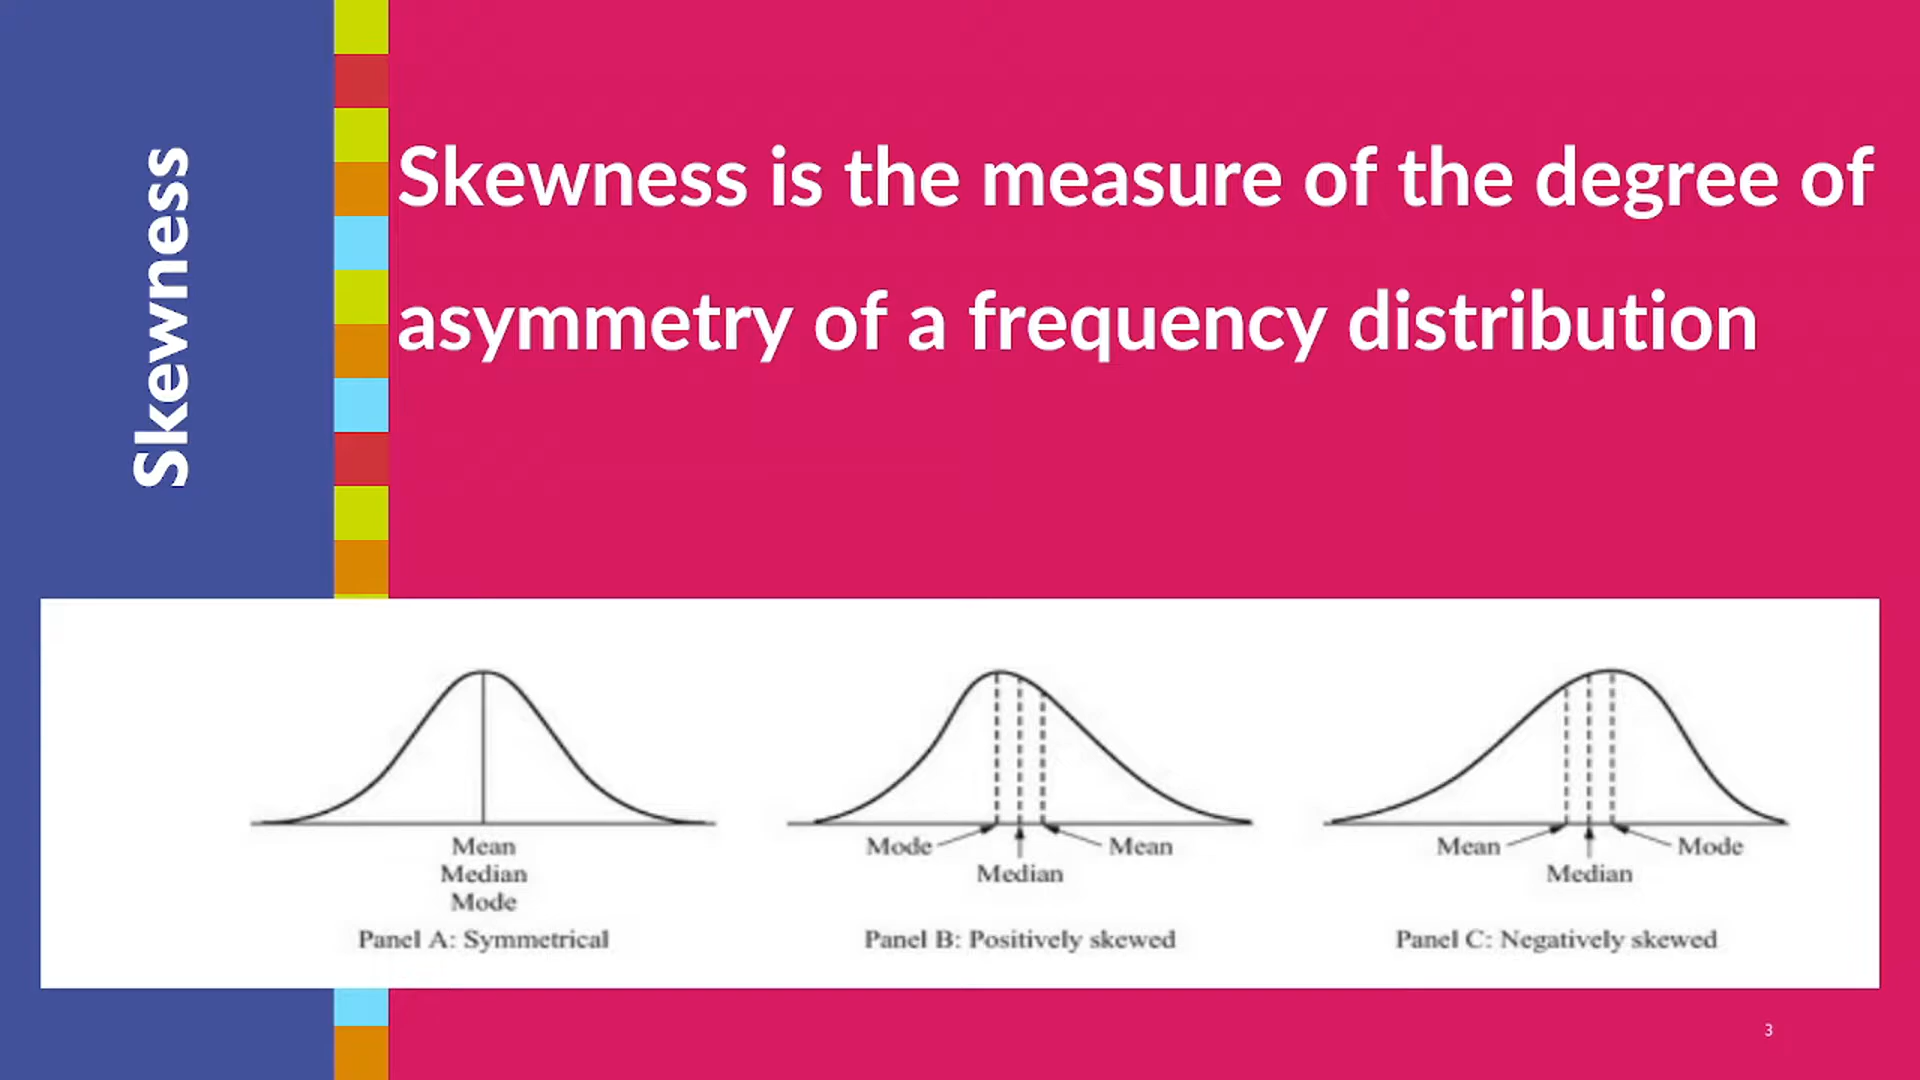 Skewness
Skewness is the measure of the degree of
asymmetry of a frequency distribution
Mean
Median
Mode
Panel A: Symmetrical
Mode
Mean
Median
Panel B: Positively skewed
Mean
Mode
Median
Panel C: Negatively skewed
3